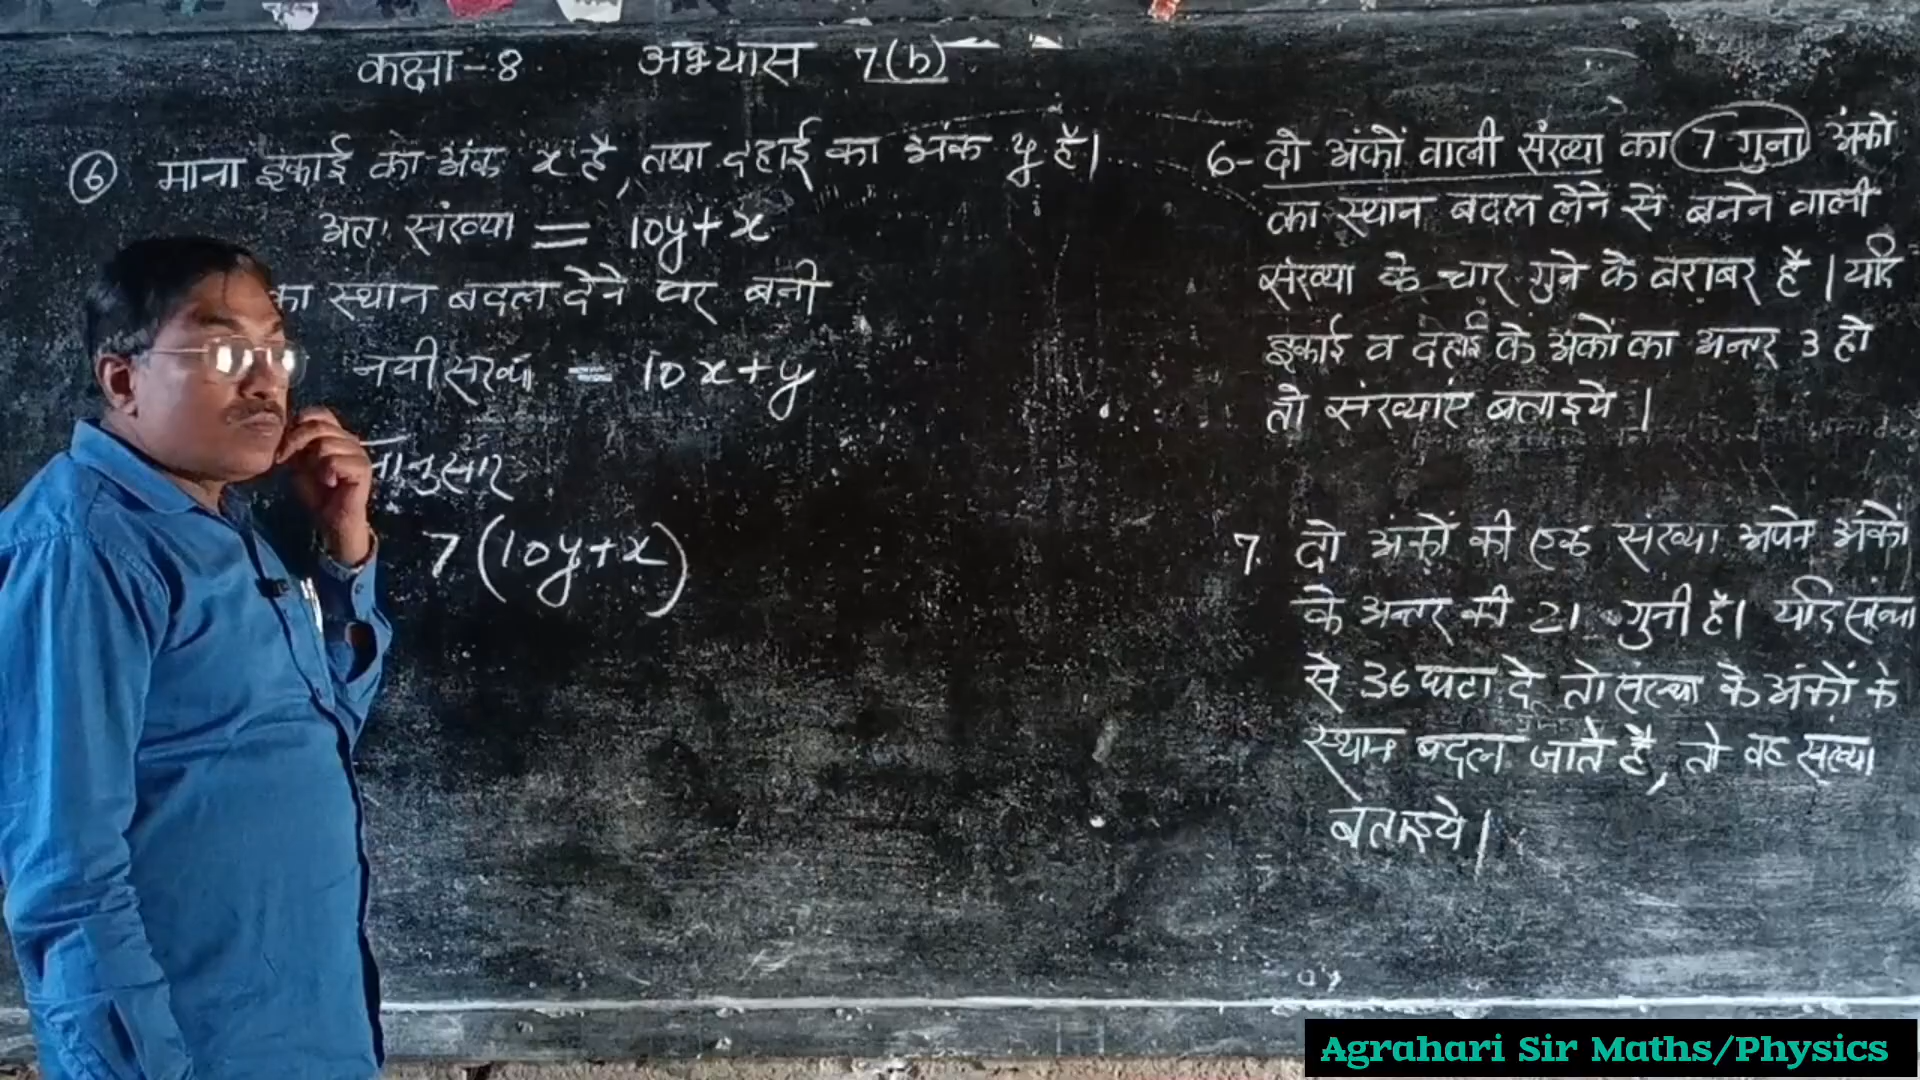 कक्षा-8 अभ्यास 7(b)
6 माना इकाई का अंक x है, तथा दहाई का अंक y है।
अतः संख्या = 10y+x
का स्थान बदल देने पर बनी
नयी संख्या = 10x+y
नुसार
7(10y+x)
6- दो अंकों वाली संख्या का 7 गुना अंकों
का स्थान बदल लेने से बनने वाली
संख्या के चार गुने के बराबर है। यदि
इकाई व दहाई के अंकों का अन्तर 3 हो
तो संख्याएं बताइये।
7. दो अंकों की एक संख्या अपने अंकों
के अन्तर की 21 गुनी है। यदि संख्या
से 36 घटा दे तो संख्या के अंकों के
स्थान बदल जाते है, तो वह संख्या
बताइये।
Agrahari Sir Maths/Physics